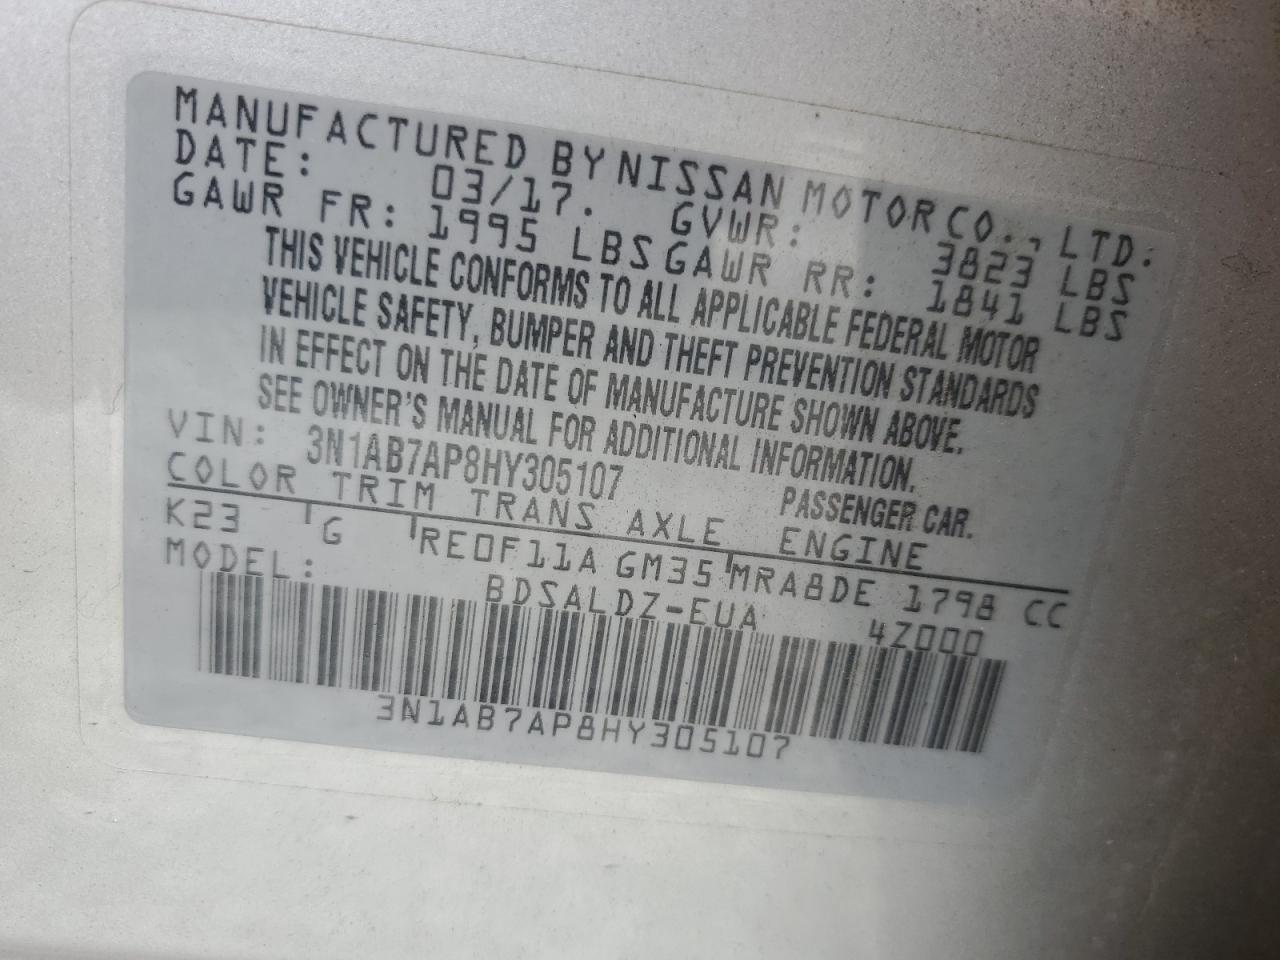 MANUFACTURED BY NISSAN MOTOR CO., LTD.
DATE: 03/17. GVWR: 3823 LBS
GAWR FR: 1995 LBS GAWR RR: 1841 LBS
THIS VEHICLE CONFORMS TO ALL APPLICABLE FEDERAL MOTOR
VEHICLE SAFETY, BUMPER AND THEFT PREVENTION STANDARDS
IN EFFECT ON THE DATE OF MANUFACTURE SHOWN ABOVE.
SEE OWNER'S MANUAL FOR ADDITIONAL INFORMATION.
VIN: 3N1AB7AP8HY305107 PASSENGER CAR.
COLOR TRIM TRANS AXLE ENGINE
K23 G RE0F11A GM35 MRA8DE 1798 CC
MODEL: BDSALDZ-EUA 4Z000
3N1AB7AP8HY305107